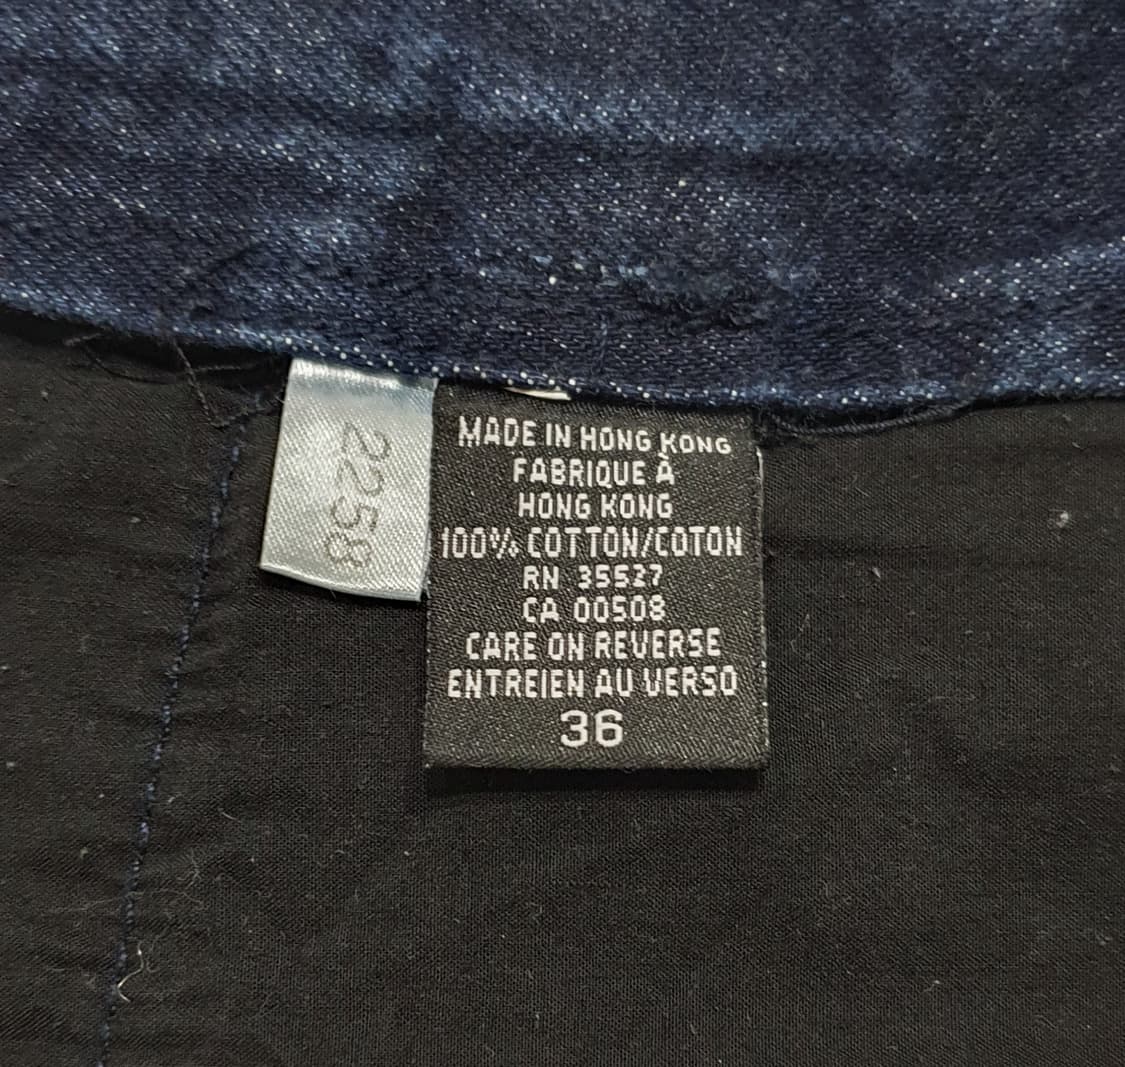 2258
MADE IN HONG KONG
FABRIQUE À
HONG KONG
100% COTTON/COTON
RN 35527
CA 00508
CARE ON REVERSE
ENTREIEN AU VERSO
36